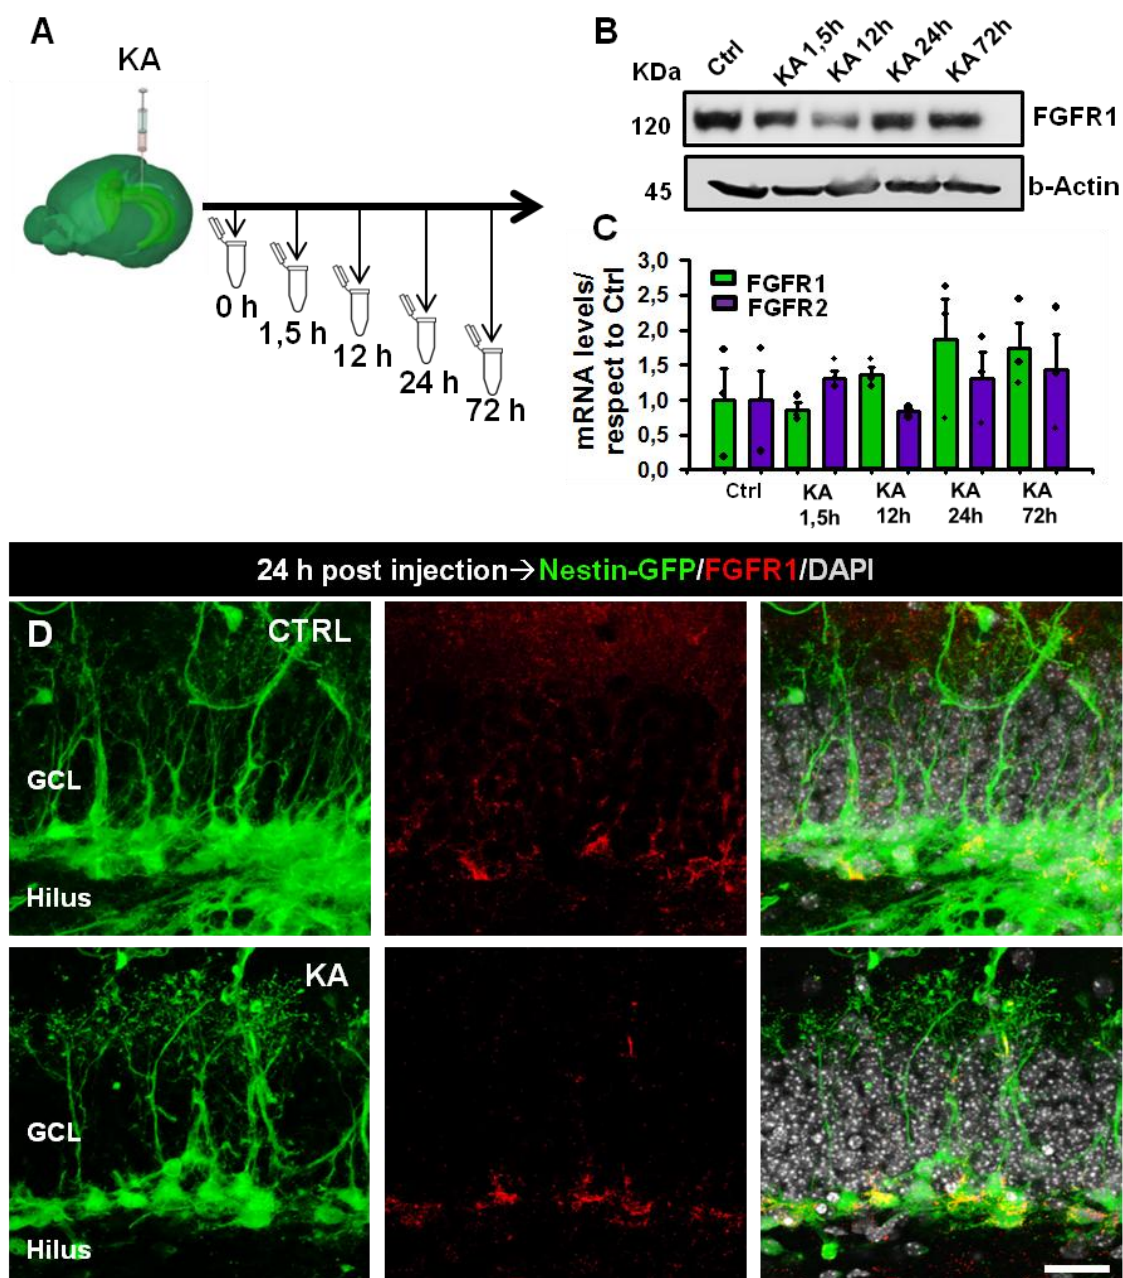 A
KA
0 h
1,5 h
12 h
24 h
72 h
B
KDa
Ctrl
KA 1,5h
KA 12h
KA 24h
KA 72h
120
FGFR1
45
b-Actin
C
mRNA levels/
respect to Ctrl
3,0
2,5
2,0
1,5
1,0
0,5
0,0
FGFR1
FGFR2
Ctrl
KA
1,5h
KA
12h
KA
24h
KA
72h
24 h post injection→Nestin-GFP/FGFR1/DAPI
D
CTRL
GCL
Hilus
KA
GCL
Hilus